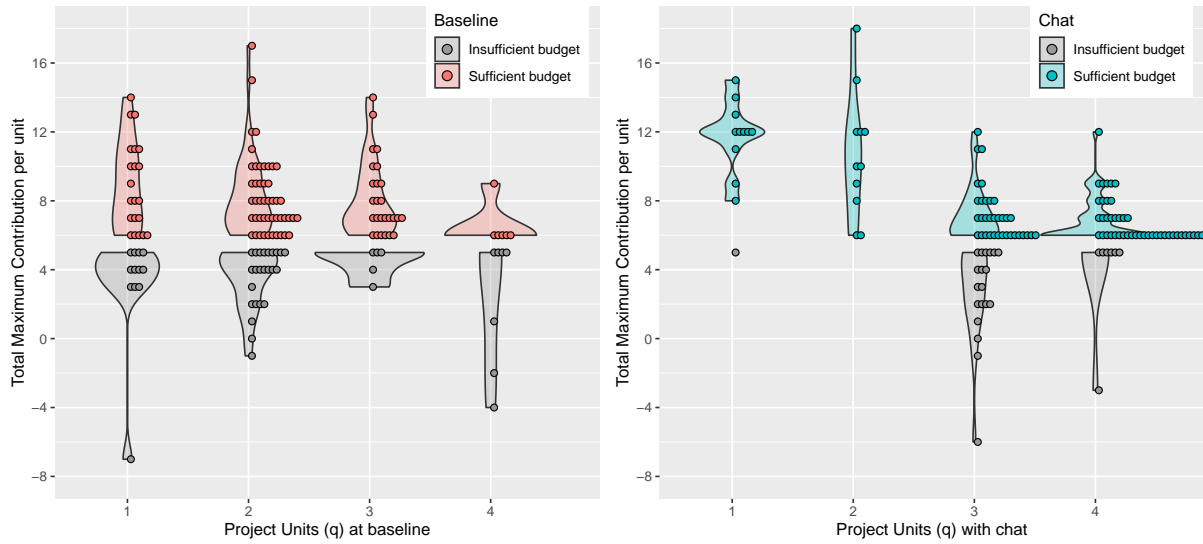 Baseline
Insufficient budget
Sufficient budget
Total Maximum Contribution per unit
16
12
8
4
0
−4
−8
1
2
3
4
Project Units (q) at baseline
Chat
Insufficient budget
Sufficient budget
Total Maximum Contribution per unit
16
12
8
4
0
−4
−8
1
2
3
4
Project Units (q) with chat